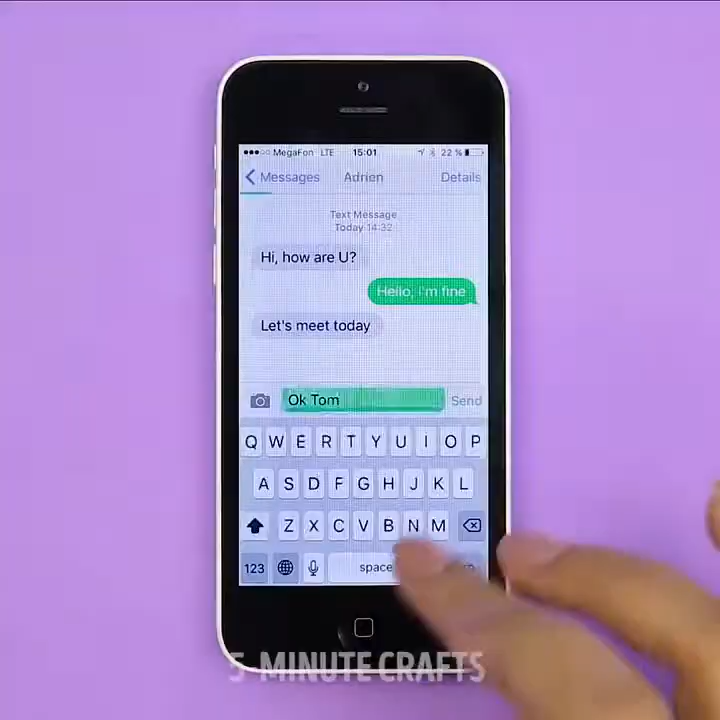 MegaFon LTE 15:01 22 %
Messages Adrien Details
Text Message
Today 14:32
Hi, how are U?
Hello, i'm fine
Let's meet today
Ok Tom Send
Q W E R T Y U I O P
A S D F G H J K L
Z X C V B N M
123 space
5-MINUTE CRAFTS